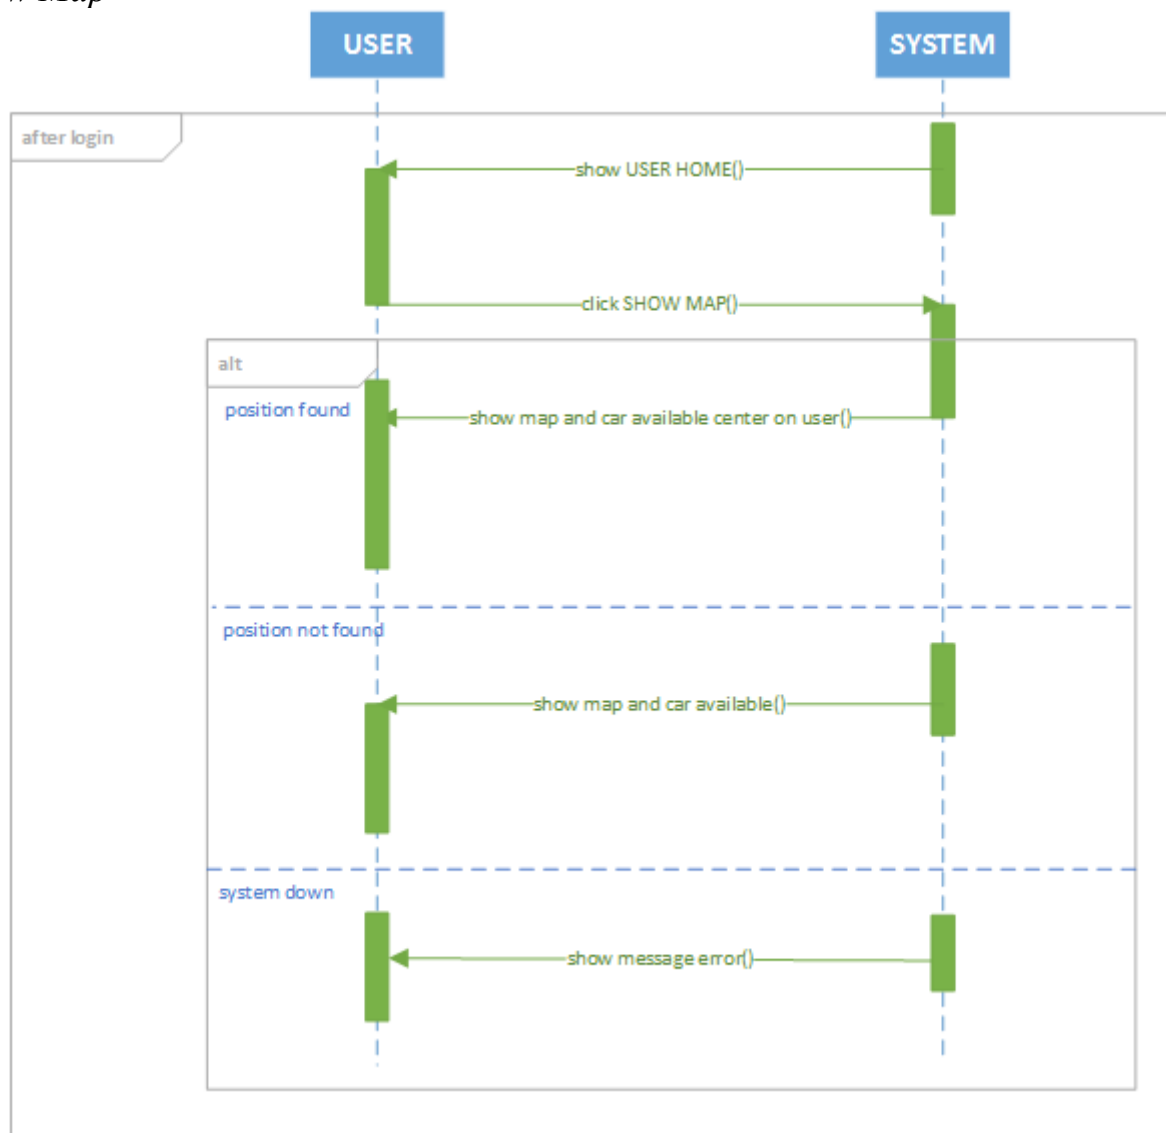 Map
USER
SYSTEM
after login
show USER HOME()
click SHOW MAP()
alt
position found
show map and car available center on user()
position not found
show map and car available()
system down
show message error()